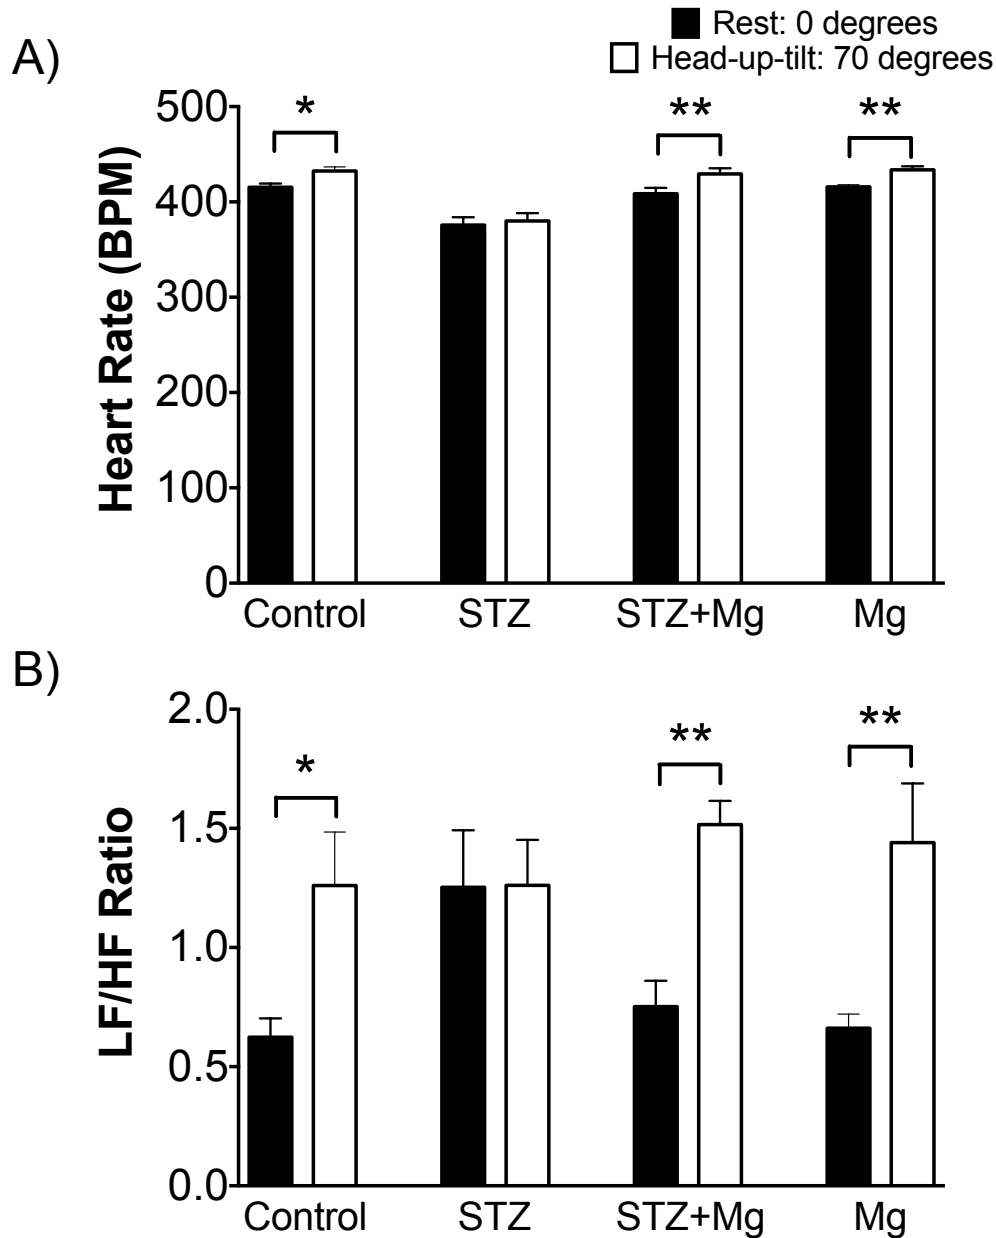 Rest: 0 degrees
Head-up-tilt: 70 degrees
A)
Heart Rate (BPM)
500
400
300
200
100
0
*
**
**
Control STZ STZ+Mg Mg
B)
LF/HF Ratio
2.0
1.5
1.0
0.5
0.0
*
**
**
Control STZ STZ+Mg Mg